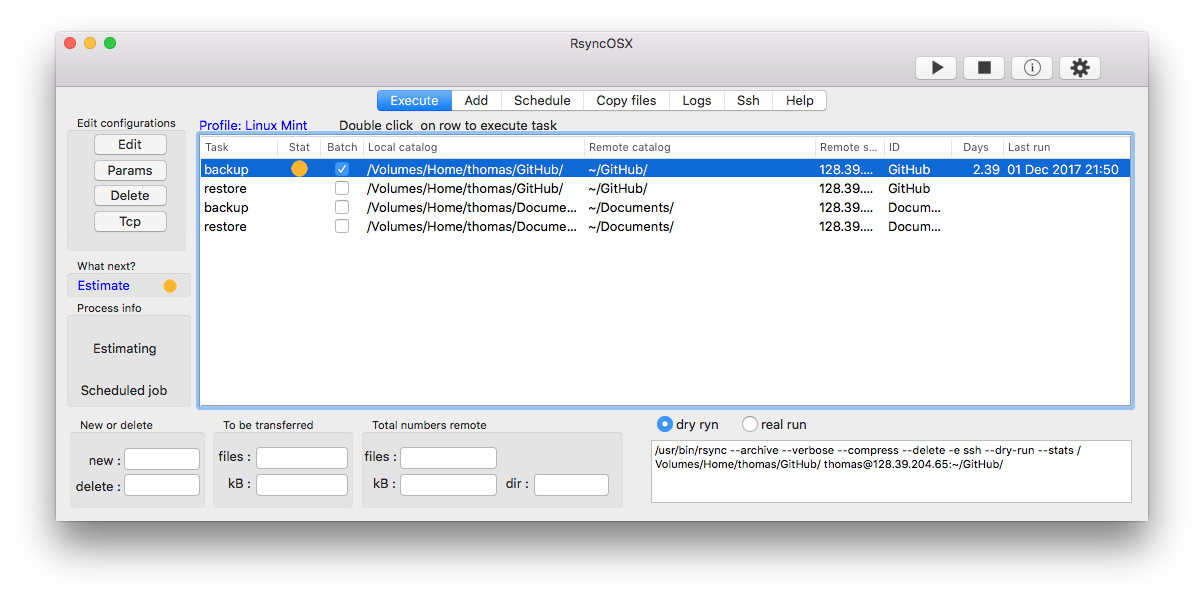 RsyncOSX
Execute Add Schedule Copy files Logs Ssh Help
Edit configurations
Edit
Params
Delete
Tcp
Profile: Linux Mint Double click on row to execute task
Task Stat Batch Local catalog Remote catalog Remote s... ID Days Last run
backup /Volumes/Home/thomas/GitHub/ ~/GitHub/ 128.39.... GitHub 2.39 01 Dec 2017 21:50
restore /Volumes/Home/thomas/GitHub/ ~/GitHub/ 128.39.... GitHub
backup /Volumes/Home/thomas/Docume... ~/Documents/ 128.39.... Docum...
restore /Volumes/Home/thomas/Docume... ~/Documents/ 128.39.... Docum...
What next?
Estimate
Process info
Estimating
Scheduled job
New or delete
new :
delete :
To be transferred
files :
kB :
Total numbers remote
files :
kB : dir :
dry ryn real run
/usr/bin/rsync --archive --verbose --compress --delete -e ssh --dry-run --stats /
Volumes/Home/thomas/GitHub/ thomas@128.39.204.65:~/GitHub/